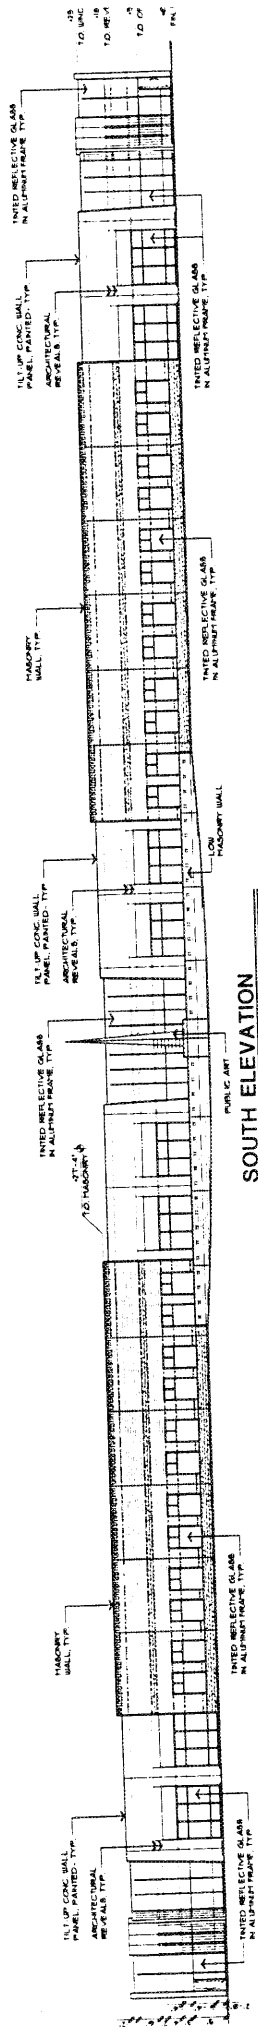 TILT-UP CONC. WALL
PANEL, PAINTED - TYP.
ARCHITECTURAL
REVEALS, TYP.
MASONRY
WALL, TYP.
+27'-4"
T.O. MASONRY
TINTED REFLECTIVE GLASS
IN ALUMINUM FRAME, TYP.
TILT-UP CONC. WALL
PANEL, PAINTED - TYP.
ARCHITECTURAL
REVEALS, TYP.
MASONRY
WALL, TYP.
TILT-UP CONC. WALL
PANEL, PAINTED - TYP.
ARCHITECTURAL
REVEALS, TYP.
TINTED REFLECTIVE GLASS
IN ALUMINUM FRAME, TYP.
T.O.
T.O.
T.O.
TINTED REFLECTIVE GLASS
IN ALUMINUM FRAME, TYP.
TINTED REFLECTIVE GLASS
IN ALUMINUM FRAME, TYP.
PUBLIC ART
LOW
MASONRY WALL
TINTED REFLECTIVE GLASS
IN ALUMINUM FRAME, TYP.
TINTED REFLECTIVE GLASS
IN ALUMINUM FRAME, TYP.
SOUTH ELEVATION